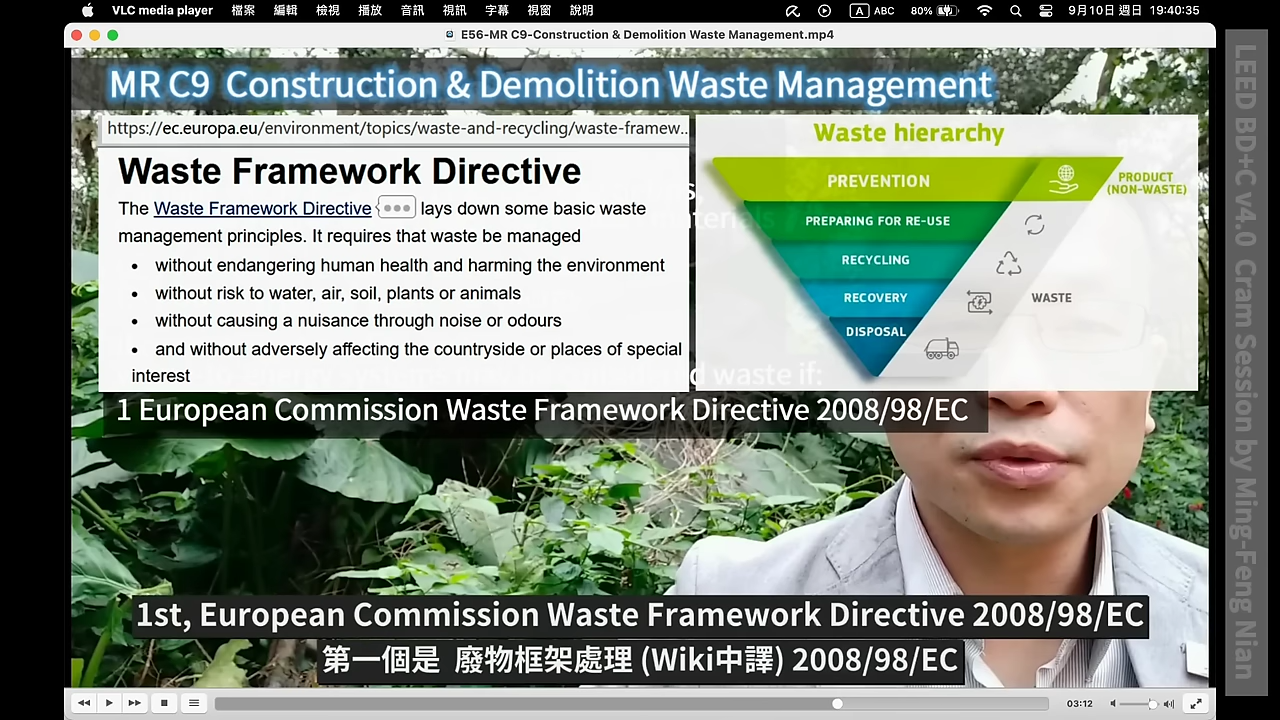 VLC media player 檔案 編輯 檢視 播放 音訊 視訊 字幕 視窗 說明 A ABC 80% 9月10日 週日 19:40:35
E56-MR C9-Construction & Demolition Waste Management.mp4
MR C9 Construction & Demolition Waste Management
https://ec.europa.eu/environment/topics/waste-and-recycling/waste-framew...
Waste Framework Directive
The Waste Framework Directive ••• lays down some basic waste
management principles. It requires that waste be managed
• without endangering human health and harming the environment
• without risk to water, air, soil, plants or animals
• without causing a nuisance through noise or odours
• and without adversely affecting the countryside or places of special
interest
Waste hierarchy
PREVENTION
PRODUCT
(NON-WASTE)
PREPARING FOR RE-USE
RECYCLING
RECOVERY
WASTE
DISPOSAL
d waste if:
1 European Commission Waste Framework Directive 2008/98/EC
1st, European Commission Waste Framework Directive 2008/98/EC
第一個是 廢物框架處理 (Wiki中譯) 2008/98/EC
03:12
LEED BD+C v4.0 Cram Session by Ming-Feng Nian